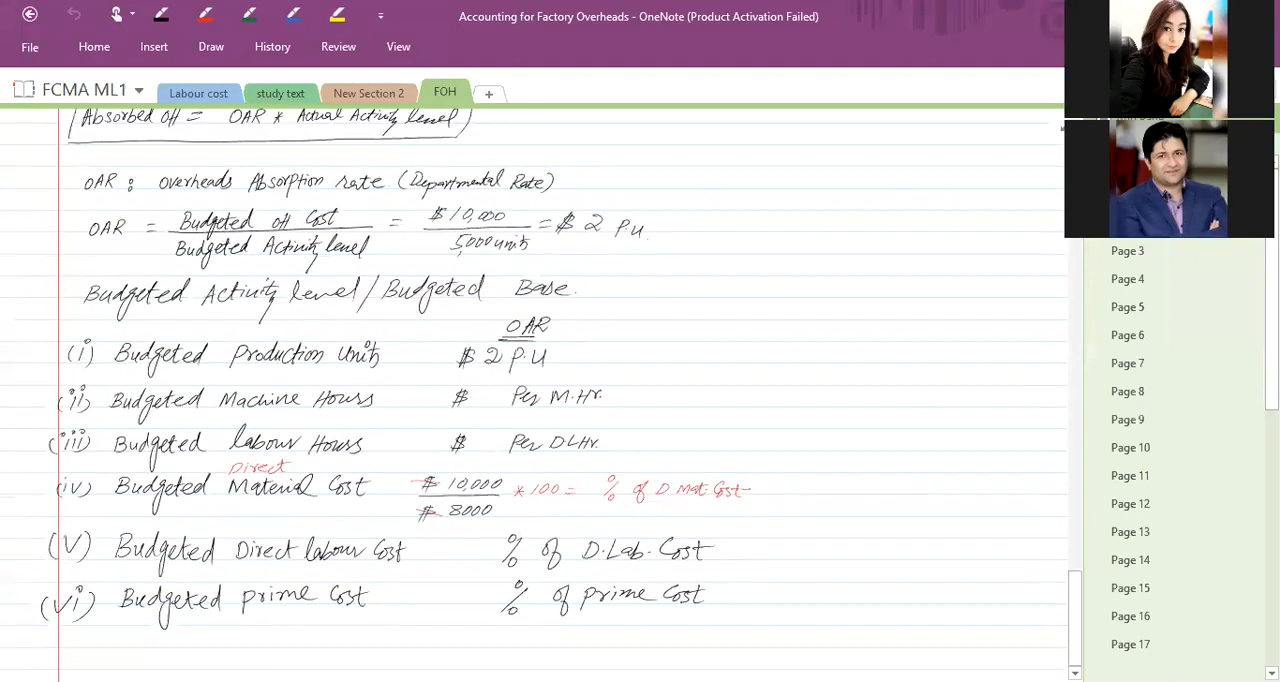 Accounting for Factory Overheads - OneNote (Product Activation Failed)
File Home Insert Draw History Review View
FCMA ML1 Labour cost study text New Section 2 FOH +
Absorbed OH = OAR * Actual Activity level
OAR : Overheads Absorption rate (Departmental Rate)
OAR = Budgeted OH Cost / Budgeted Activity level = $10,000 / 5,000 units = $ 2 P.U.
Budgeted Activity level / Budgeted Base.
OAR
(i) Budgeted Production Units $ 2 P.U
(ii) Budgeted Machine Hours $ Per M.Hr.
(iii) Budgeted labour Hours $ Per DLHr.
Direct
(iv) Budgeted Material Cost $ 10,000 / $ 8000 * 100 = % of D Mat. Cost
(V) Budgeted Direct labour Cost % of D.Lab. Cost
(Vi) Budgeted prime Cost % of prime Cost
Page 3
Page 4
Page 5
Page 6
Page 7
Page 8
Page 9
Page 10
Page 11
Page 12
Page 13
Page 14
Page 15
Page 16
Page 17